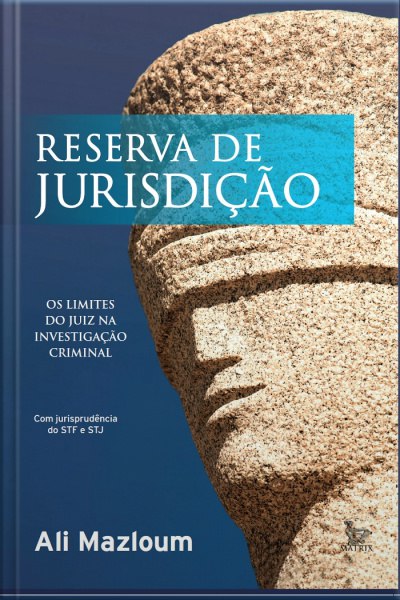 RESERVA DE
JURISDIÇÃO
OS LIMITES
DO JUIZ NA
INVESTIGAÇÃO
CRIMINAL
Com jurisprudência
do STF e STJ
Ali Mazloum
MATRIX